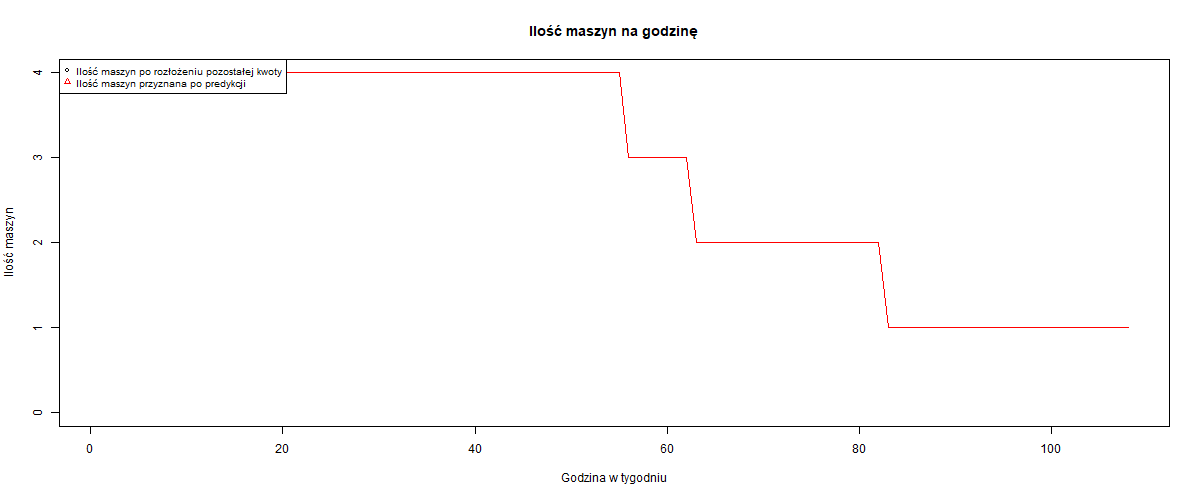 Ilość maszyn na godzinę
Ilość maszyn po rozłożeniu pozostałej kwoty
Ilość maszyn przyznana po predykcji
4
3
2
1
0
Ilość maszyn
0 20 40 60 80 100
Godzina w tygodniu